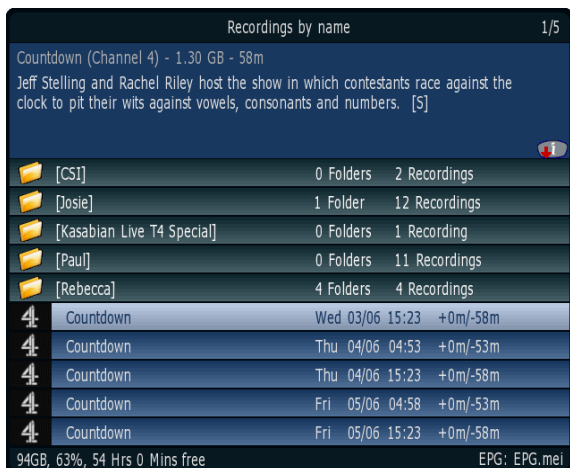 Recordings by name 1/5
Countdown (Channel 4) - 1.30 GB - 58m
Jeff Stelling and Rachel Riley host the show in which contestants race against the
clock to pit their wits against vowels, consonants and numbers. [S]
i
[CSI] 0 Folders 2 Recordings
[Josie] 1 Folder 12 Recordings
[Kasabian Live T4 Special] 0 Folders 1 Recording
[Paul] 0 Folders 11 Recordings
[Rebecca] 4 Folders 4 Recordings
4 Countdown Wed 03/06 15:23 +0m/-58m
4 Countdown Thu 04/06 04:53 +0m/-53m
4 Countdown Thu 04/06 15:23 +0m/-58m
4 Countdown Fri 05/06 04:58 +0m/-53m
4 Countdown Fri 05/06 15:23 +0m/-58m
94GB, 63%, 54 Hrs 0 Mins free EPG: EPG.mei